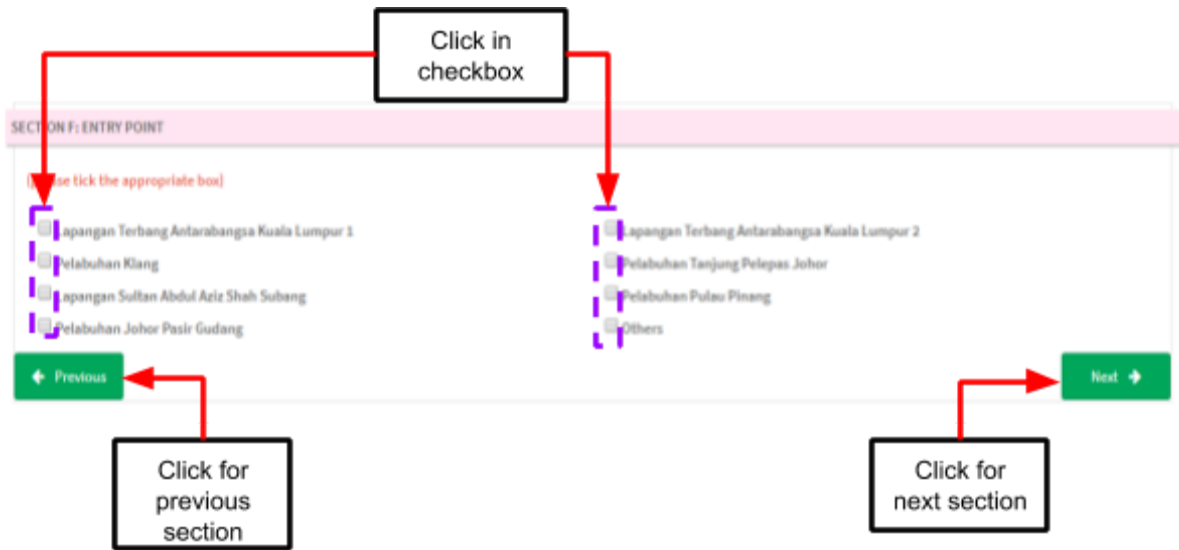 Click in
checkbox
SECTION F: ENTRY POINT
se tick the appropriate box)
Lapangan Terbang Antarabangsa Kuala Lumpur 1
Lapangan Terbang Antarabangsa Kuala Lumpur 2
Pelabuhan Klang
Pelabuhan Tanjung Pelepas Johor
Lapangan Sultan Abdul Aziz Shah Subang
Pelabuhan Pulau Pinang
Pelabuhan Johor Pasir Gudang
Others
Previous
Next
Click for
previous
section
Click for
next section